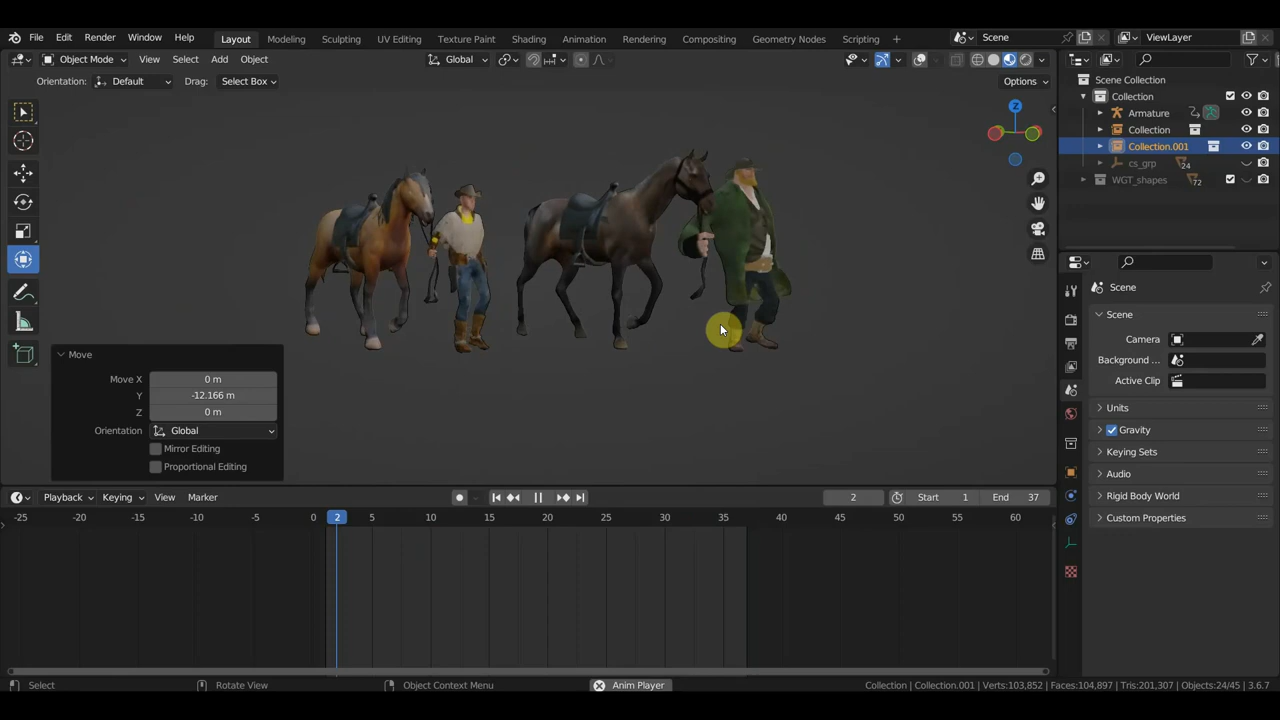 File Edit Render Window Help Layout Modeling Sculpting UV Editing Texture Paint Shading Animation Rendering Compositing Geometry Nodes Scripting + Scene ViewLayer
Object Mode View Select Add Object Global
Orientation: Default Drag: Select Box Options
Scene Collection
Collection
Armature
Collection
Collection.001
cs_grp 24
WGT_shapes 72
Z
Scene
Scene
Camera
Background ...
Active Clip
Units
Gravity
Keying Sets
Audio
Rigid Body World
Custom Properties
Move
Move X 0 m
Y -12.166 m
Z 0 m
Orientation Global
Mirror Editing
Proportional Editing
Playback Keying View Marker 2 Start 1 End 37
-25 -20 -15 -10 -5 0 2 5 10 15 20 25 30 35 40 45 50 55 60
Select Rotate View Object Context Menu Anim Player Collection | Collection.001 | Verts:103,852 | Faces:104,897 | Tris:201,307 | Objects:24/45 | 3.6.7